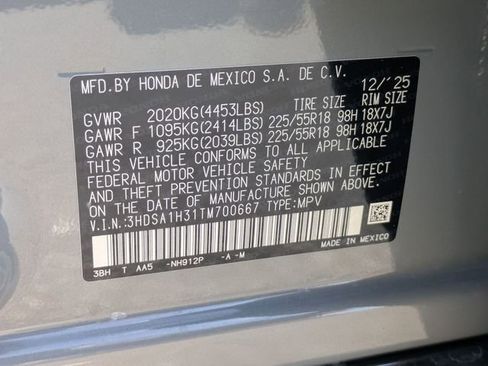 MFD.BY HONDA DE MEXICO S.A. DE C.V. 12/'25
GVWR 2020KG(4453LBS) TIRE SIZE RIM SIZE
GAWR F 1095KG(2414LBS) 225/55R18 98H 18X7J
GAWR R 925KG(2039LBS) 225/55R18 98H 18X7J
THIS VEHICLE CONFORMS TO ALL APPLICABLE
FEDERAL MOTOR VEHICLE SAFETY
AND THEFT PREVENTION STANDARDS IN EFFECT
ON THE DATE OF MANUFACTURE SHOWN ABOVE.
V.I.N.:3HDSA1H31TM700667 TYPE:MPV
3BH T AA5 -NH912P -A -M MADE IN MEXICO